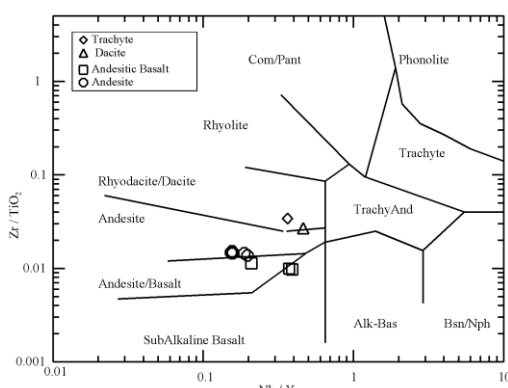 Trachyte
Dacite
Andesitic Basalt
Andesite
Com/Pant
Phonolite
Rhyolite
Trachyte
Rhyodacite/Dacite
TrachyAnd
Andesite
Andesite/Basalt
SubAlkaline Basalt
Alk-Bas
Bsn/Nph
Zr / TiO₂
1
0.1
0.01
0.001
0.01
0.1
1
10